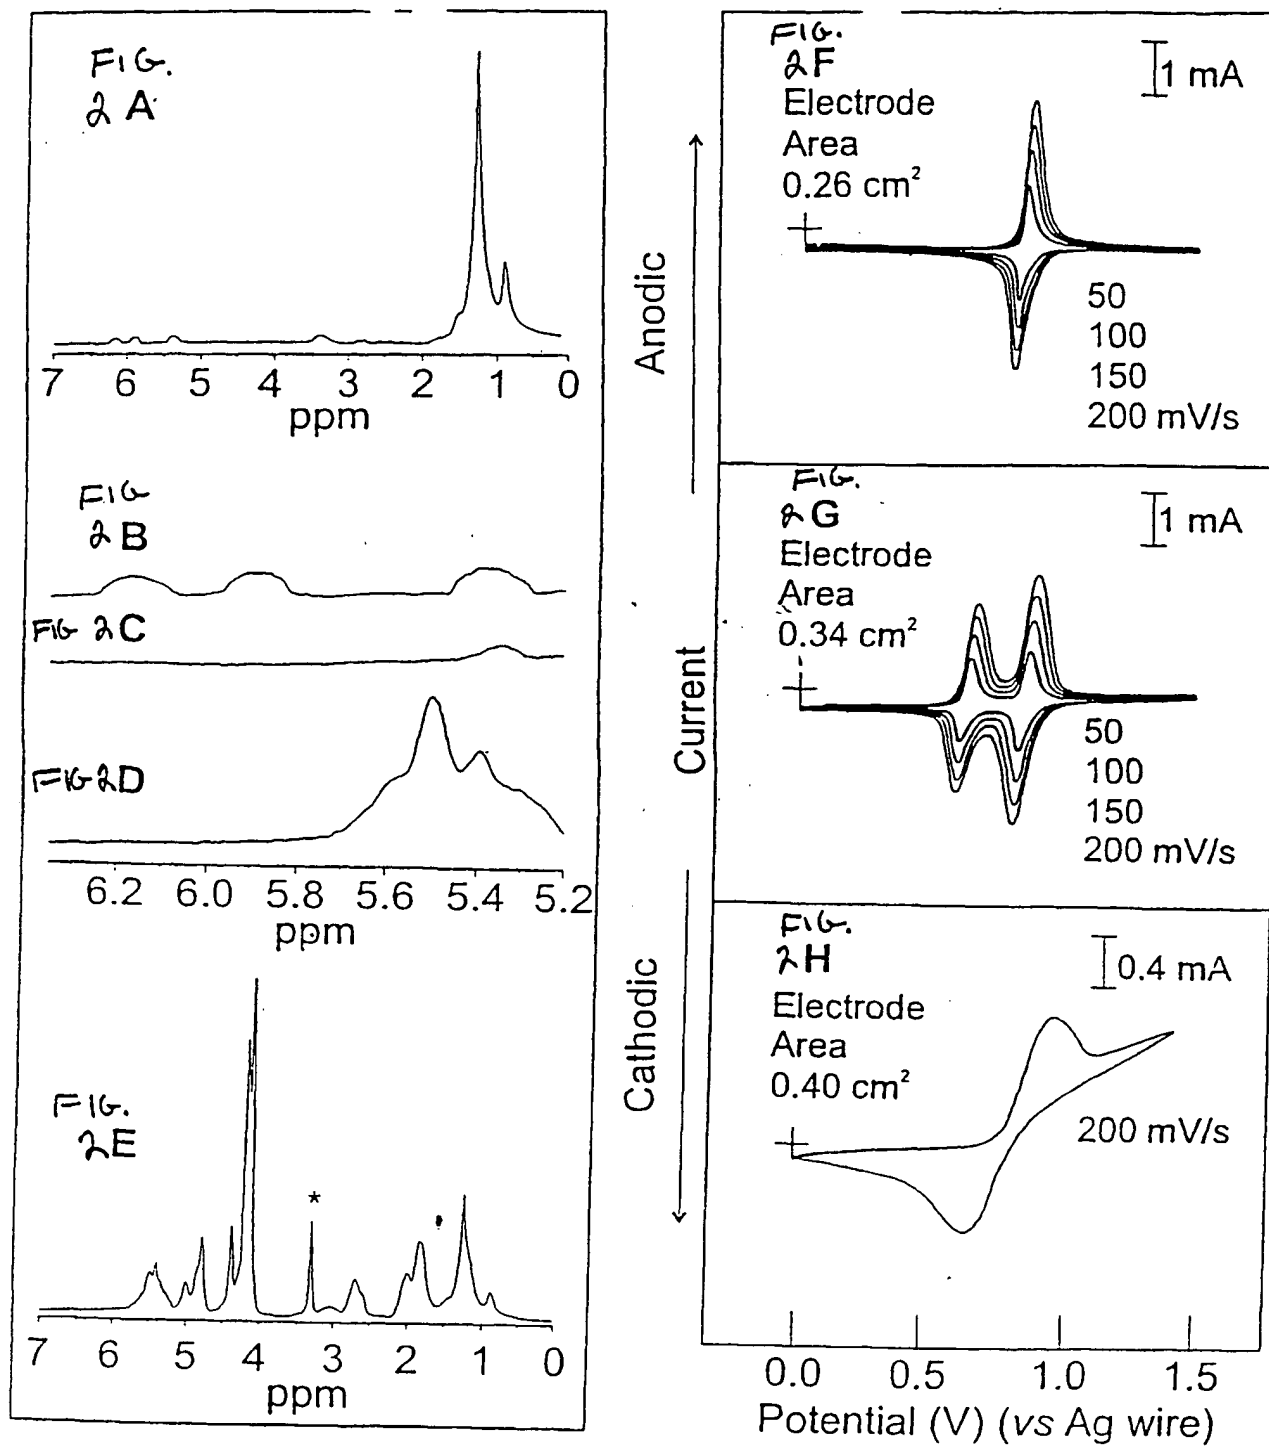 FIG.
2 A
7 6 5 4 3 2 1 0
ppm
FIG
2 B
FIG 2C
FIG 2D
6.2 6.0 5.8 5.6 5.4 5.2
ppm
FIG.
2E
*
7 6 5 4 3 2 1 0
ppm
Anodic
Current
Cathodic
FIG.
2F
Electrode
Area
0.26 cm²
1 mA
50
100
150
200 mV/s
FIG.
2G
Electrode
Area
0.34 cm²
1 mA
50
100
150
200 mV/s
FIG.
2H
Electrode
Area
0.40 cm²
0.4 mA
200 mV/s
0.0 0.5 1.0 1.5
Potential (V) (vs Ag wire)